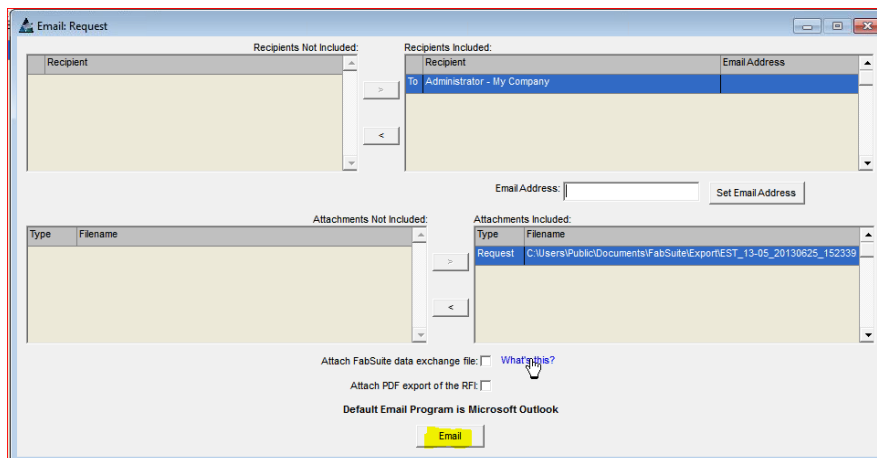 Email: Request
Recipients Not Included: Recipients Included:
Recipient Recipient Email Address
> To Administrator - My Company
<
Email Address: Set Email Address
Attachments Not Included: Attachments Included:
Type Filename Type Filename
> Request C:\Users\Public\Documents\FabSuite\Export\EST_13-05_20130625_152339
<
Attach FabSuite data exchange file: What's this?
Attach PDF export of the RFI:
Default Email Program is Microsoft Outlook
Email